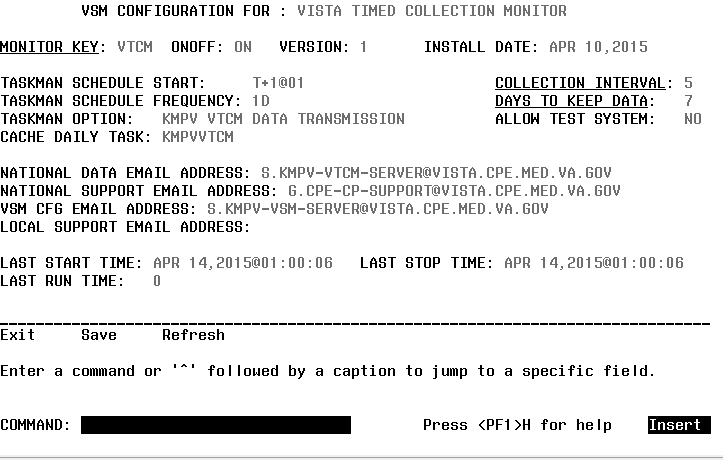 VSM CONFIGURATION FOR : VISTA TIMED COLLECTION MONITOR
MONITOR KEY: VTCM ONOFF: ON VERSION: 1 INSTALL DATE: APR 10,2015
TASKMAN SCHEDULE START: T+1@01 COLLECTION INTERVAL: 5
TASKMAN SCHEDULE FREQUENCY: 1D DAYS TO KEEP DATA: 7
TASKMAN OPTION: KMPV VTCM DATA TRANSMISSION ALLOW TEST SYSTEM: NO
CACHE DAILY TASK: KMPVVTCM
NATIONAL DATA EMAIL ADDRESS: S.KMPV-VTCM-SERVER@VISTA.CPE.MED.VA.GOV
NATIONAL SUPPORT EMAIL ADDRESS: G.CPE-CP-SUPPORT@VISTA.CPE.MED.VA.GOV
VSM CFG EMAIL ADDRESS: S.KMPV-VSM-SERVER@VISTA.CPE.MED.VA.GOV
LOCAL SUPPORT EMAIL ADDRESS:
LAST START TIME: APR 14,2015@01:00:06 LAST STOP TIME: APR 14,2015@01:00:06
LAST RUN TIME: 0
Exit Save Refresh
Enter a command or '^' followed by a caption to jump to a specific field.
COMMAND: Press <PF1>H for help Insert